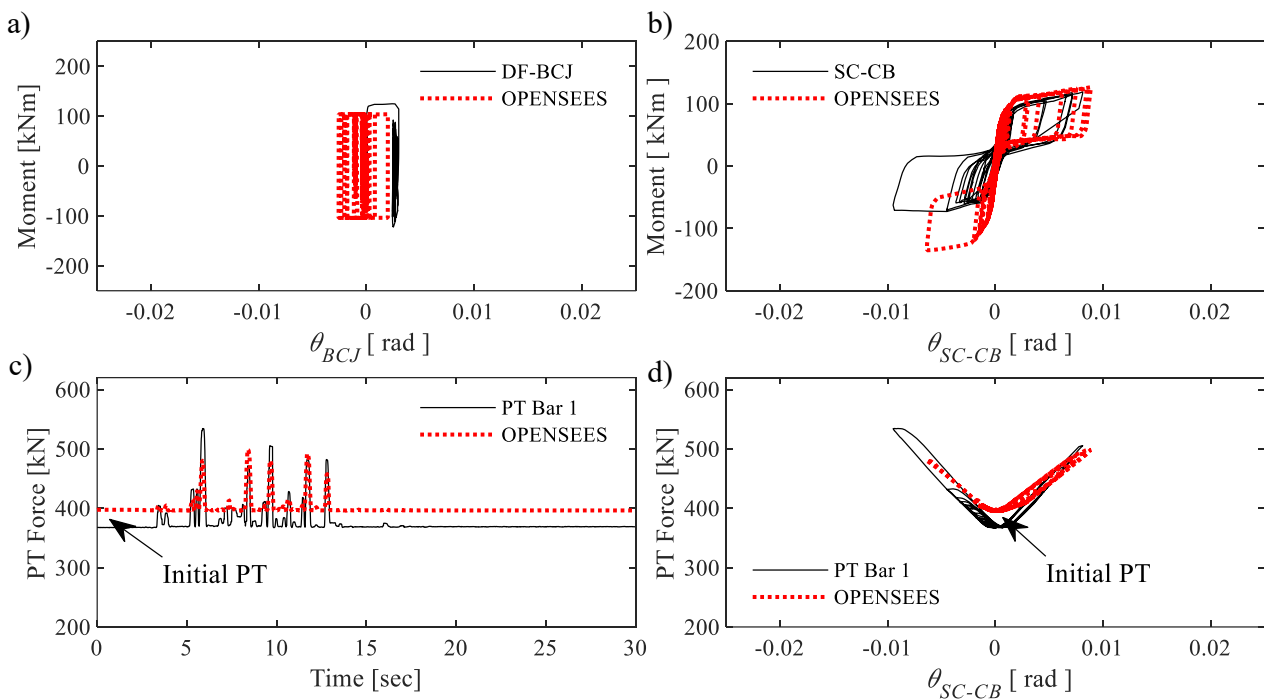 a)
200
100
0
-100
-200
Moment [kNm]
DF-BCJ
OPENSEES
-0.02
-0.01
0
0.01
0.02
θBCJ [ rad ]
b)
200
100
0
-100
-200
Moment [ kNm]
SC-CB
OPENSEES
-0.02
-0.01
0
0.01
0.02
θSC-CB [ rad ]
c)
600
500
400
300
200
PT Force [kN]
PT Bar 1
OPENSEES
Initial PT
0
5
10
15
20
25
30
Time [sec]
d)
600
500
400
300
200
PT Force [kN]
Initial PT
PT Bar 1
OPENSEES
-0.02
-0.01
0
0.01
0.02
θSC-CB [ rad ]